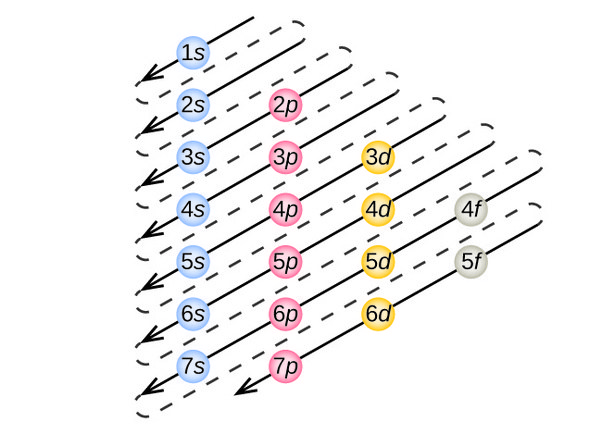 1s
2s 2p
3s 3p 3d
4s 4p 4d 4f
5s 5p 5d 5f
6s 6p 6d
7s 7p